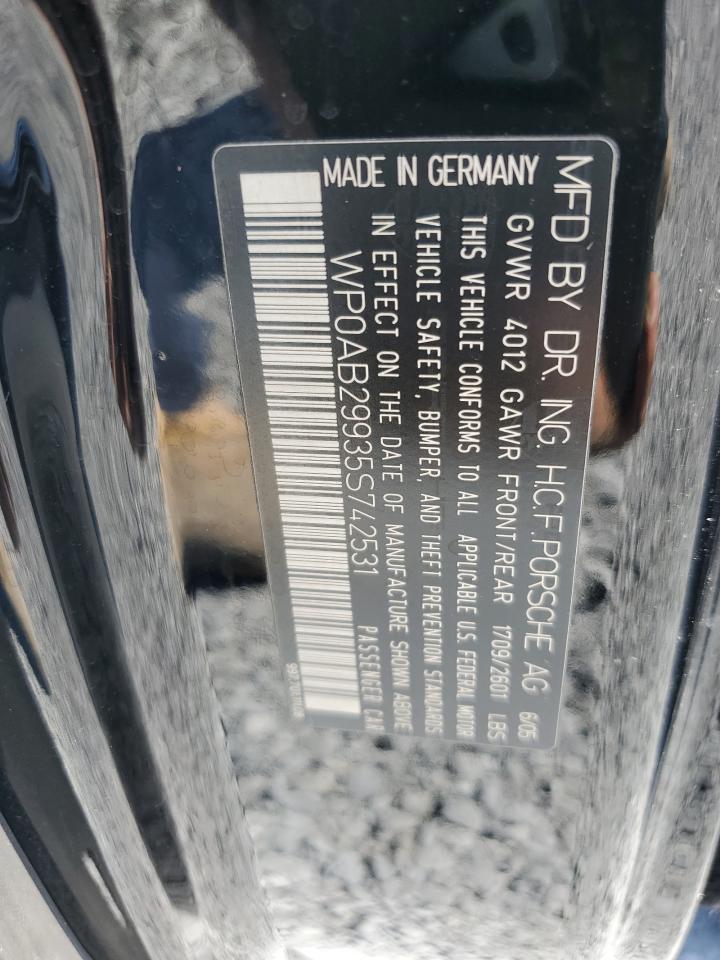 MFD BY DR. ING. H.C.F. PORSCHE AG 6/05
GVWR 4012 GAWR FRONT/REAR 1709/2601 LBS
THIS VEHICLE CONFORMS TO ALL APPLICABLE U.S. FEDERAL MOTOR
VEHICLE SAFETY, BUMPER, AND THEFT PREVENTION STANDARDS
IN EFFECT ON THE DATE OF MANUFACTURE SHOWN ABOVE
WP0AB29935S742531 PASSENGER CAR
MADE IN GERMANY